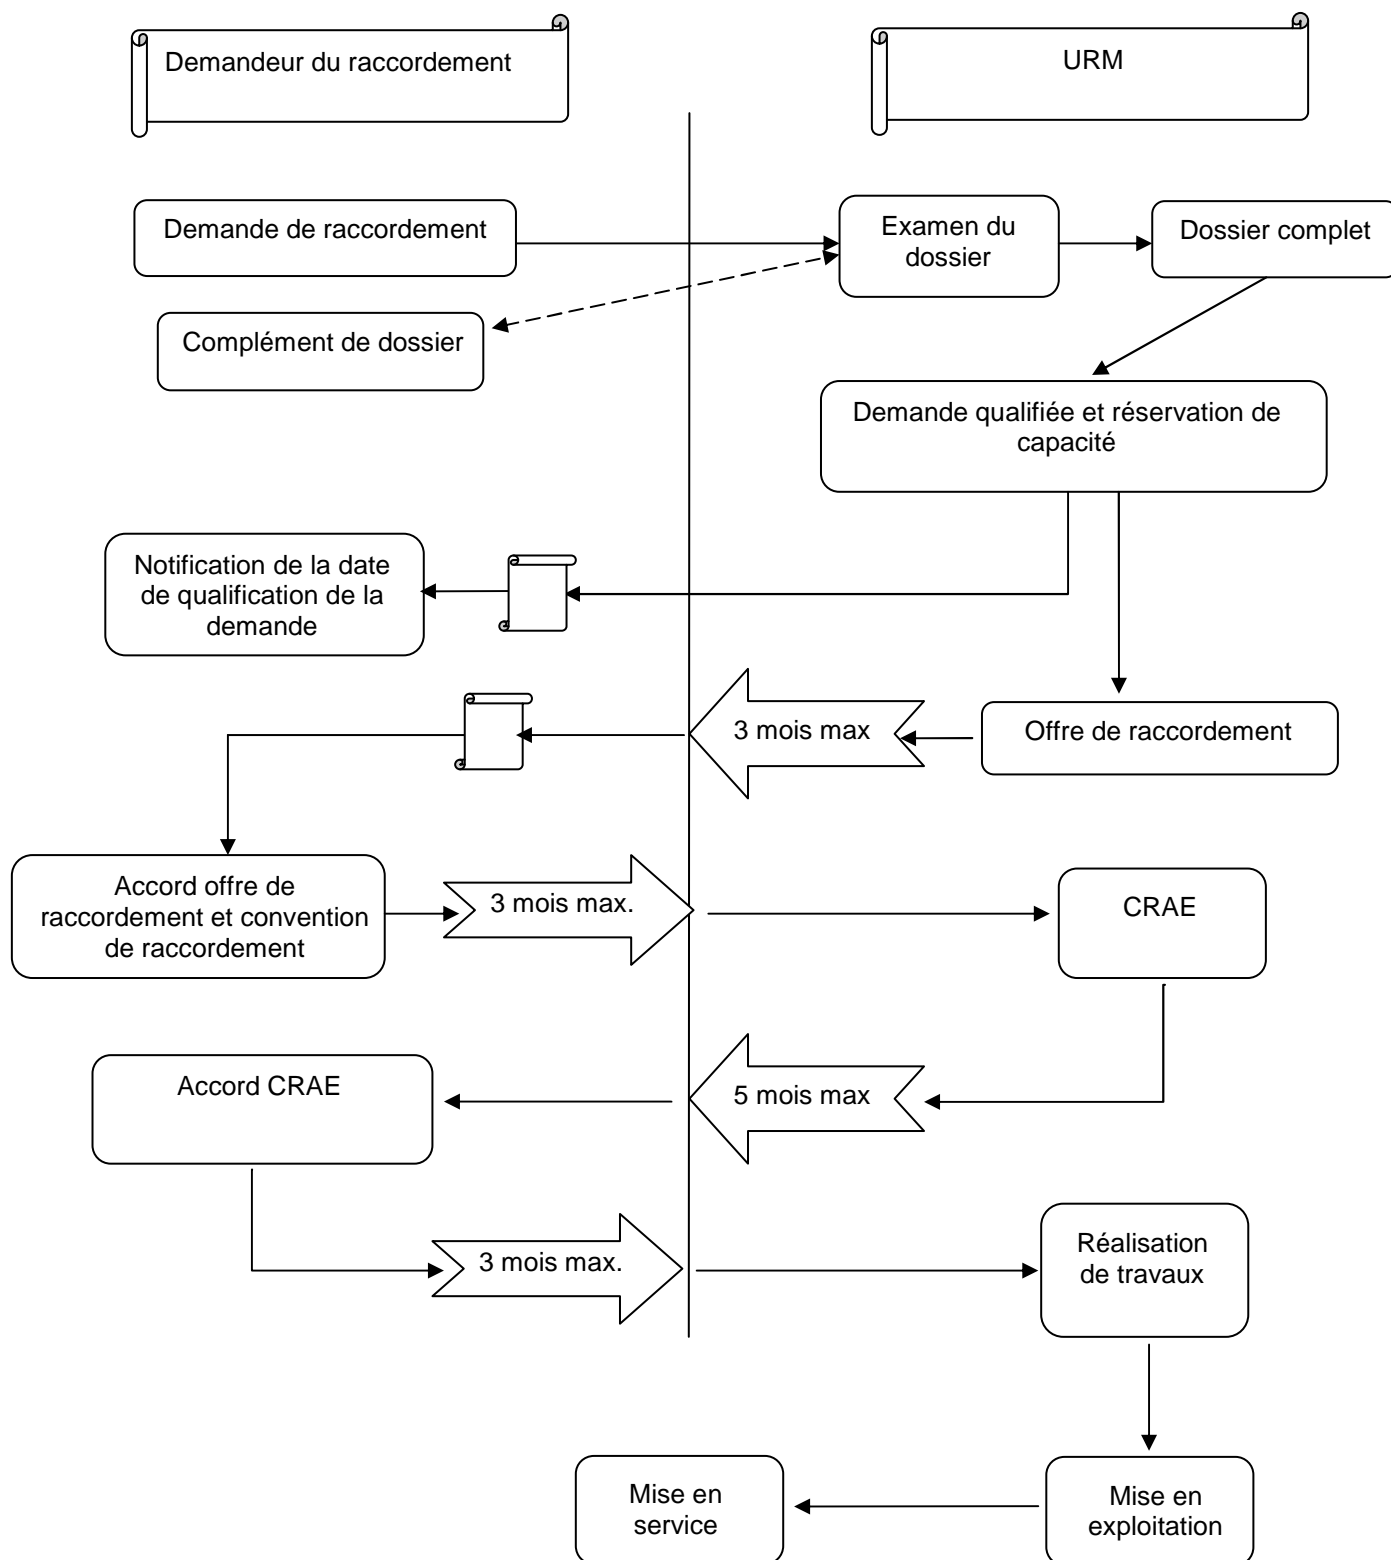 Demandeur du raccordement
URM
Demande de raccordement
Examen du
dossier
Dossier complet
Complément de dossier
Demande qualifiée et réservation de
capacité
Notification de la date
de qualification de la
demande
3 mois max
Offre de raccordement
Accord offre de
raccordement et convention
de raccordement
3 mois max.
CRAE
Accord CRAE
5 mois max
3 mois max.
Réalisation
de travaux
Mise en
service
Mise en
exploitation